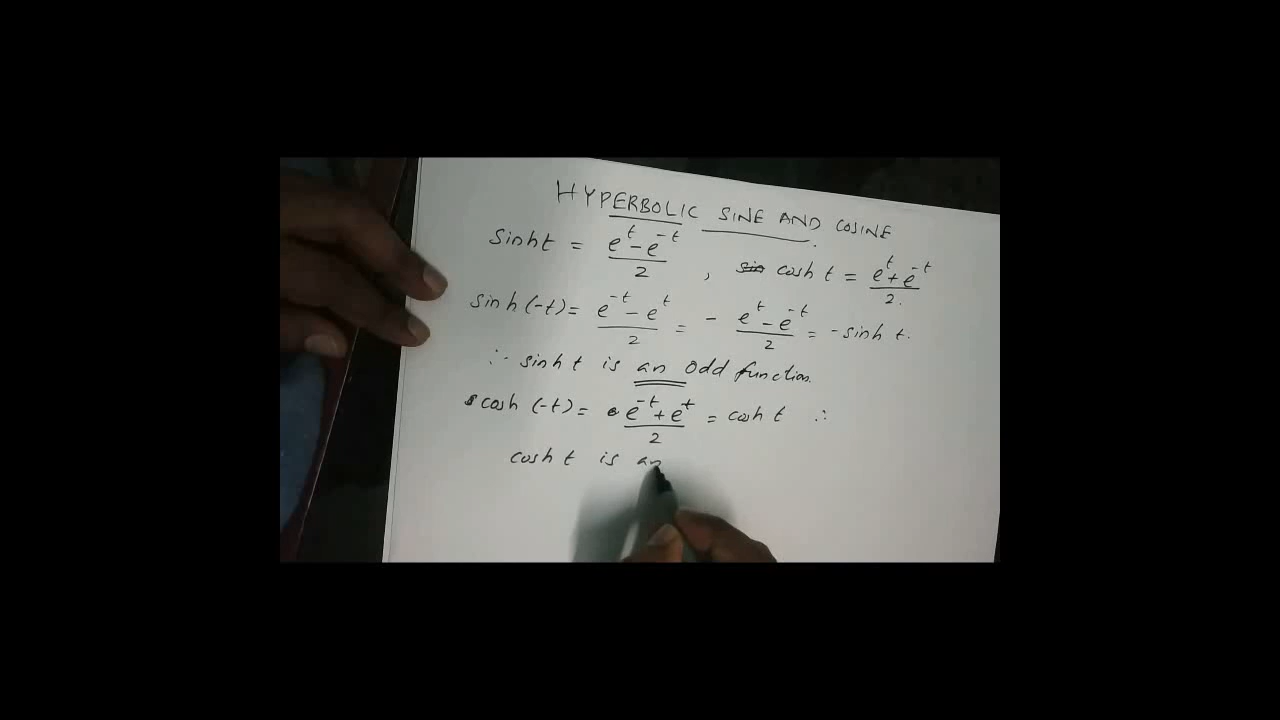 HYPERBOLIC SINE AND COSINE
sinh t = (e^t - e^-t)/2 , cosh t = (e^t + e^-t)/2.
sinh(-t) = (e^-t - e^t)/2 = - (e^t - e^-t)/2 = -sinh t.
∴ sinh t is an odd function.
cosh(-t) = (e^-t + e^t)/2 = cosh t ∴
cosh t is an